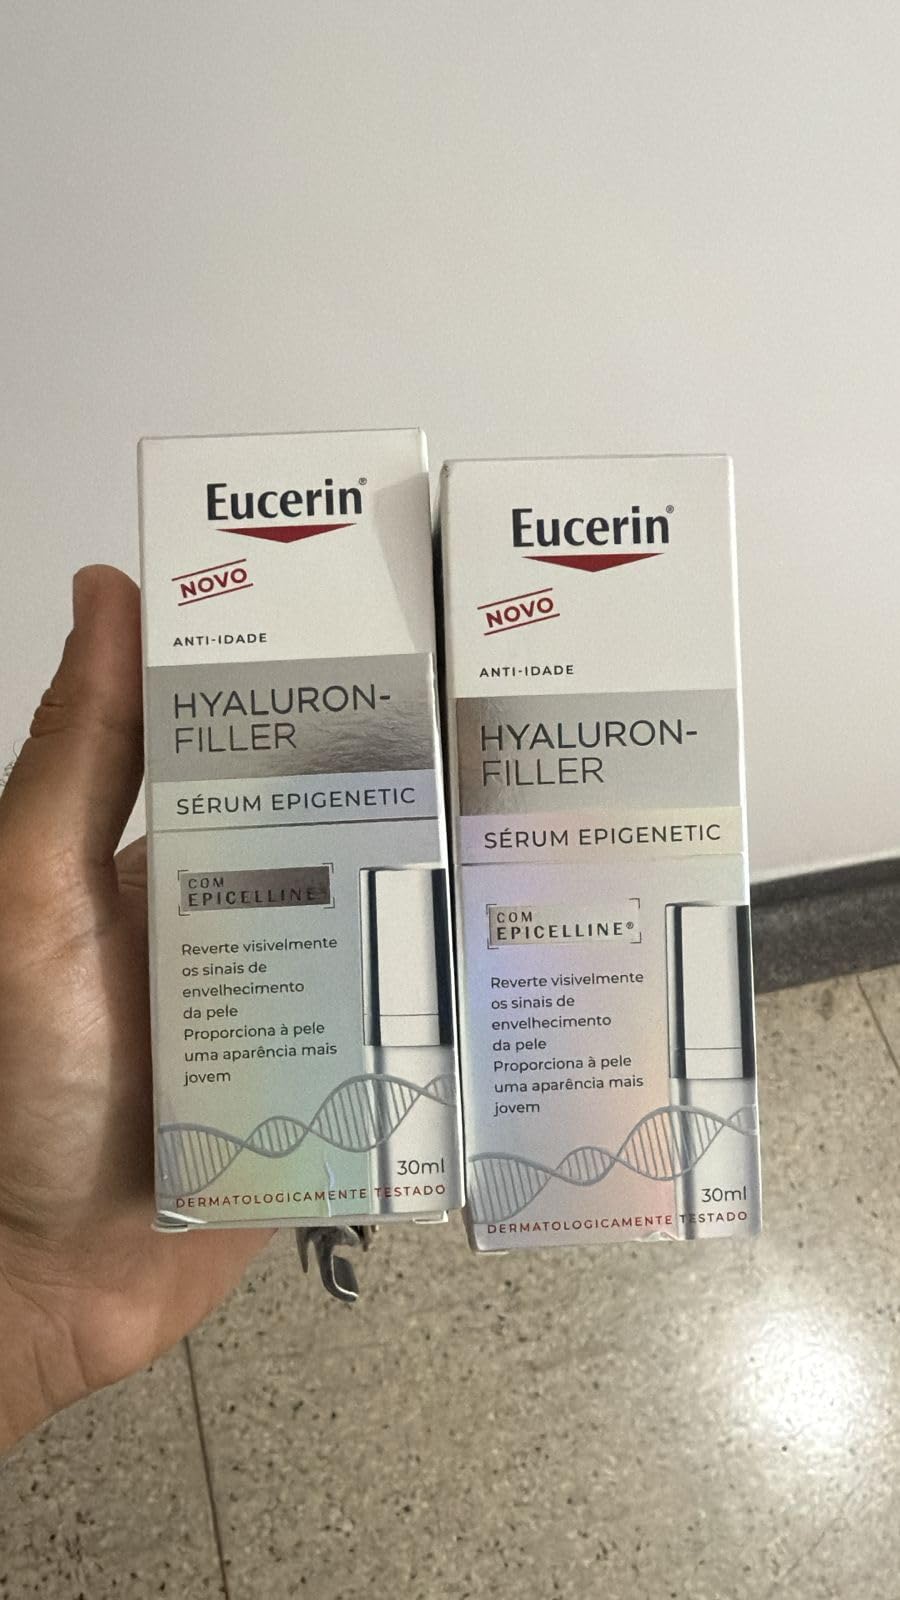 Eucerin®
NOVO
ANTI-IDADE
HYALURON-
FILLER
SÉRUM EPIGENETIC
COM
EPICELLINE®
Reverte visivelmente
os sinais de
envelhecimento
da pele
Proporciona à pele
uma aparência mais
jovem
30ml
DERMATOLOGICAMENTE TESTADO
Eucerin®
NOVO
ANTI-IDADE
HYALURON-
FILLER
SÉRUM EPIGENETIC
COM
EPICELLINE®
Reverte visivelmente
os sinais de
envelhecimento
da pele
Proporciona à pele
uma aparência mais
jovem
30ml
DERMATOLOGICAMENTE TESTADO